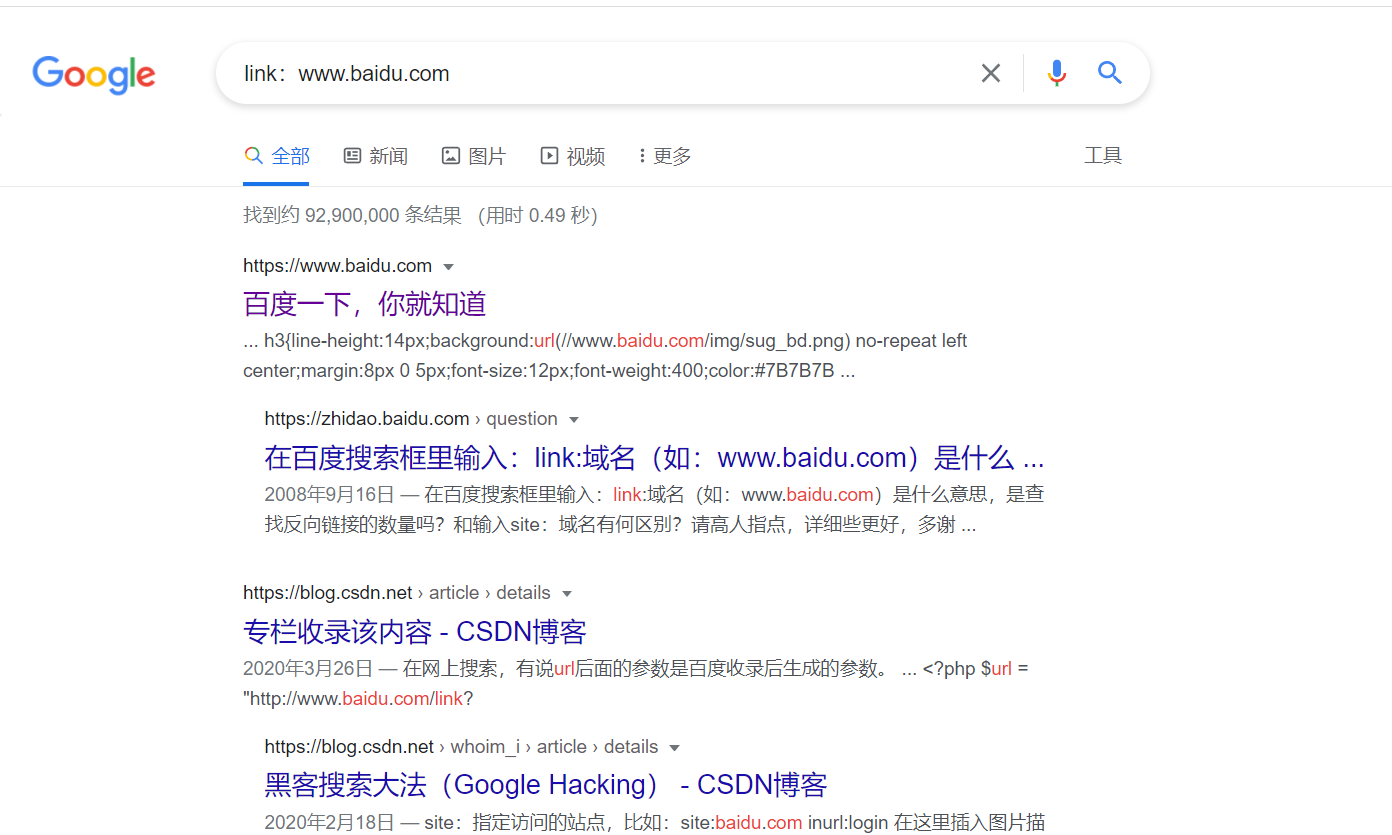 Google
link：www.baidu.com
全部 新闻 图片 视频 更多 工具
找到约 92,900,000 条结果 （用时 0.49 秒）
https://www.baidu.com
百度一下，你就知道
... h3{line-height:14px;background:url(//www.baidu.com/img/sug_bd.png) no-repeat left
center;margin:8px 0 5px;font-size:12px;font-weight:400;color:#7B7B7B ...
https://zhidao.baidu.com › question
在百度搜索框里输入：link:域名（如：www.baidu.com）是什么 ...
2008年9月16日 — 在百度搜索框里输入：link:域名（如：www.baidu.com）是什么意思，是查
找反向链接的数量吗？和输入site：域名有何区别？请高人指点，详细些更好，多谢 ...
https://blog.csdn.net › article › details
专栏收录该内容 - CSDN博客
2020年3月26日 — 在网上搜索，有说url后面的参数是百度收录后生成的参数。 ... <?php $url =
"http://www.baidu.com/link?
https://blog.csdn.net › whoim_i › article › details
黑客搜索大法（Google Hacking） - CSDN博客
2020年2月18日 — site：指定访问的站点，比如：site:baidu.com inurl:login 在这里插入图片描